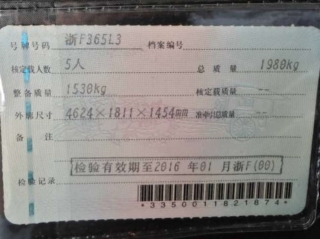 号牌号码 浙F365L3 档案编号
核定载人数 5人 总质量 1980kg
整备质量 1530kg 核定载质量 --
外廓尺寸 4624×1811×1454mm 准牵引总质量 --
备注
检验记录 检验有效期至2016 年01 月浙F(00)
*3350011821874*